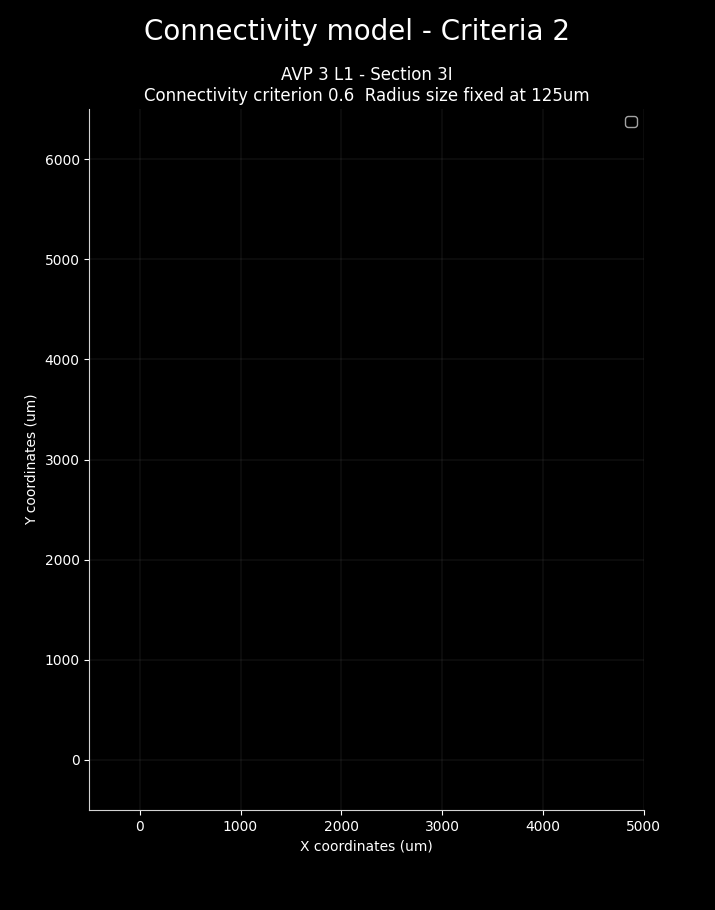 Connectivity model - Criteria 2
AVP 3 L1 - Section 3I
Connectivity criterion 0.6  Radius size fixed at 125um
6000
5000
4000
3000
2000
1000
0
Y coordinates (um)
0
1000
2000
3000
4000
5000
X coordinates (um)